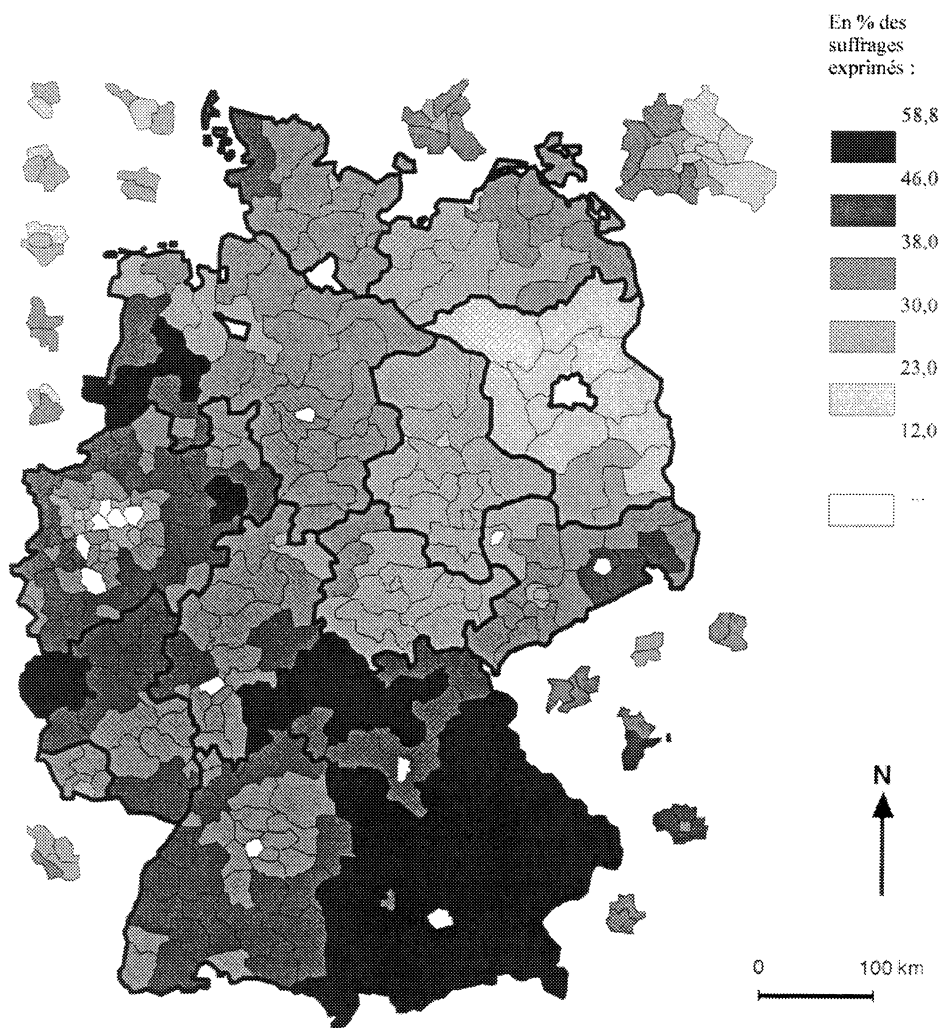 En % des
suffrages
exprimés :
58,8
46,0
38,0
30,0
23,0
12,0
..
N
0 100 km